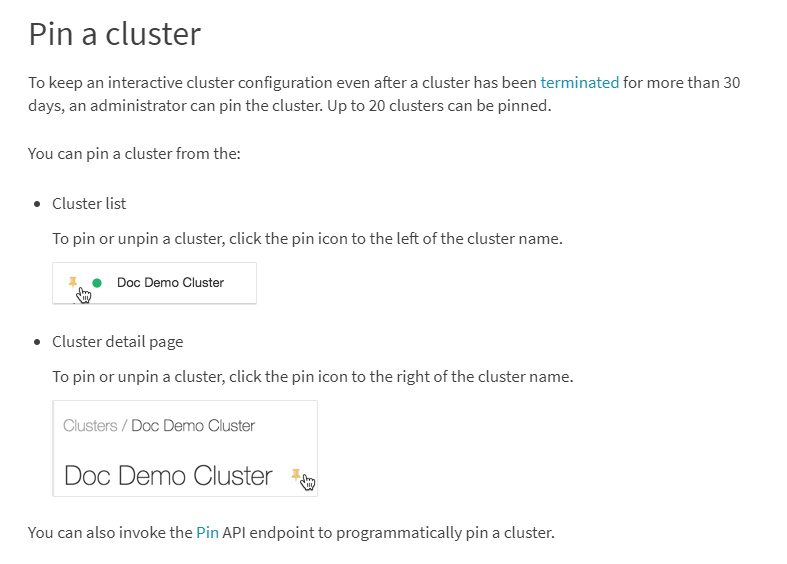 Pin a cluster
To keep an interactive cluster configuration even after a cluster has been terminated for more than 30
days, an administrator can pin the cluster. Up to 20 clusters can be pinned.
You can pin a cluster from the:
Cluster list
To pin or unpin a cluster, click the pin icon to the left of the cluster name.
Doc Demo Cluster
Cluster detail page
To pin or unpin a cluster, click the pin icon to the right of the cluster name.
Clusters / Doc Demo Cluster
Doc Demo Cluster
You can also invoke the Pin API endpoint to programmatically pin a cluster.